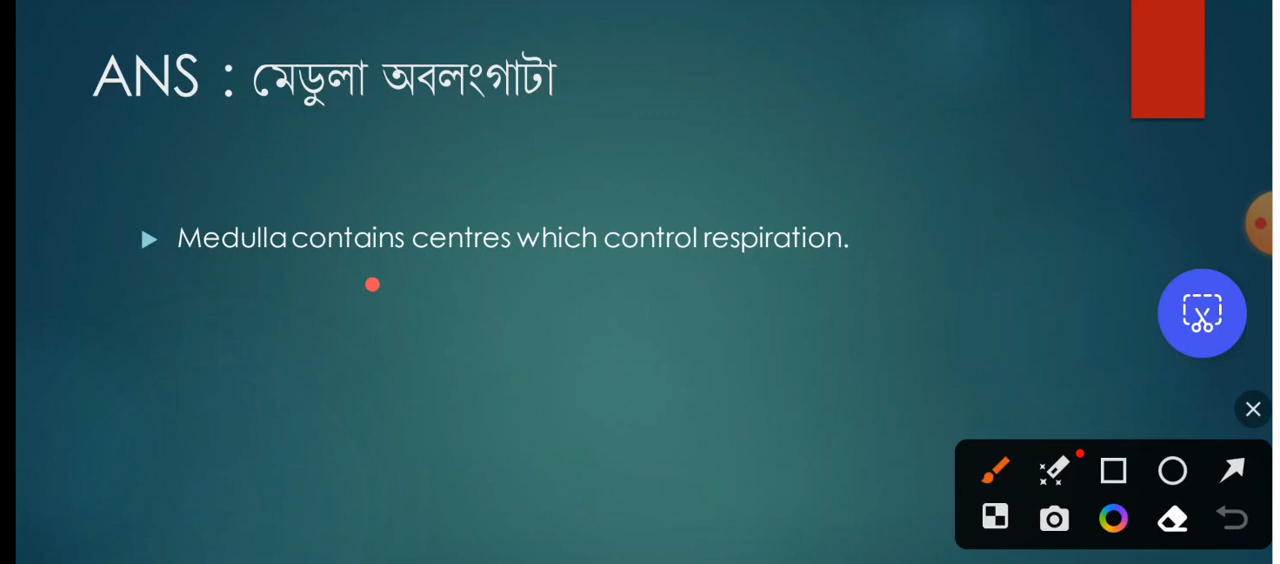 ANS : মেডুলা অবলংগাটা
Medulla contains centres which control respiration.